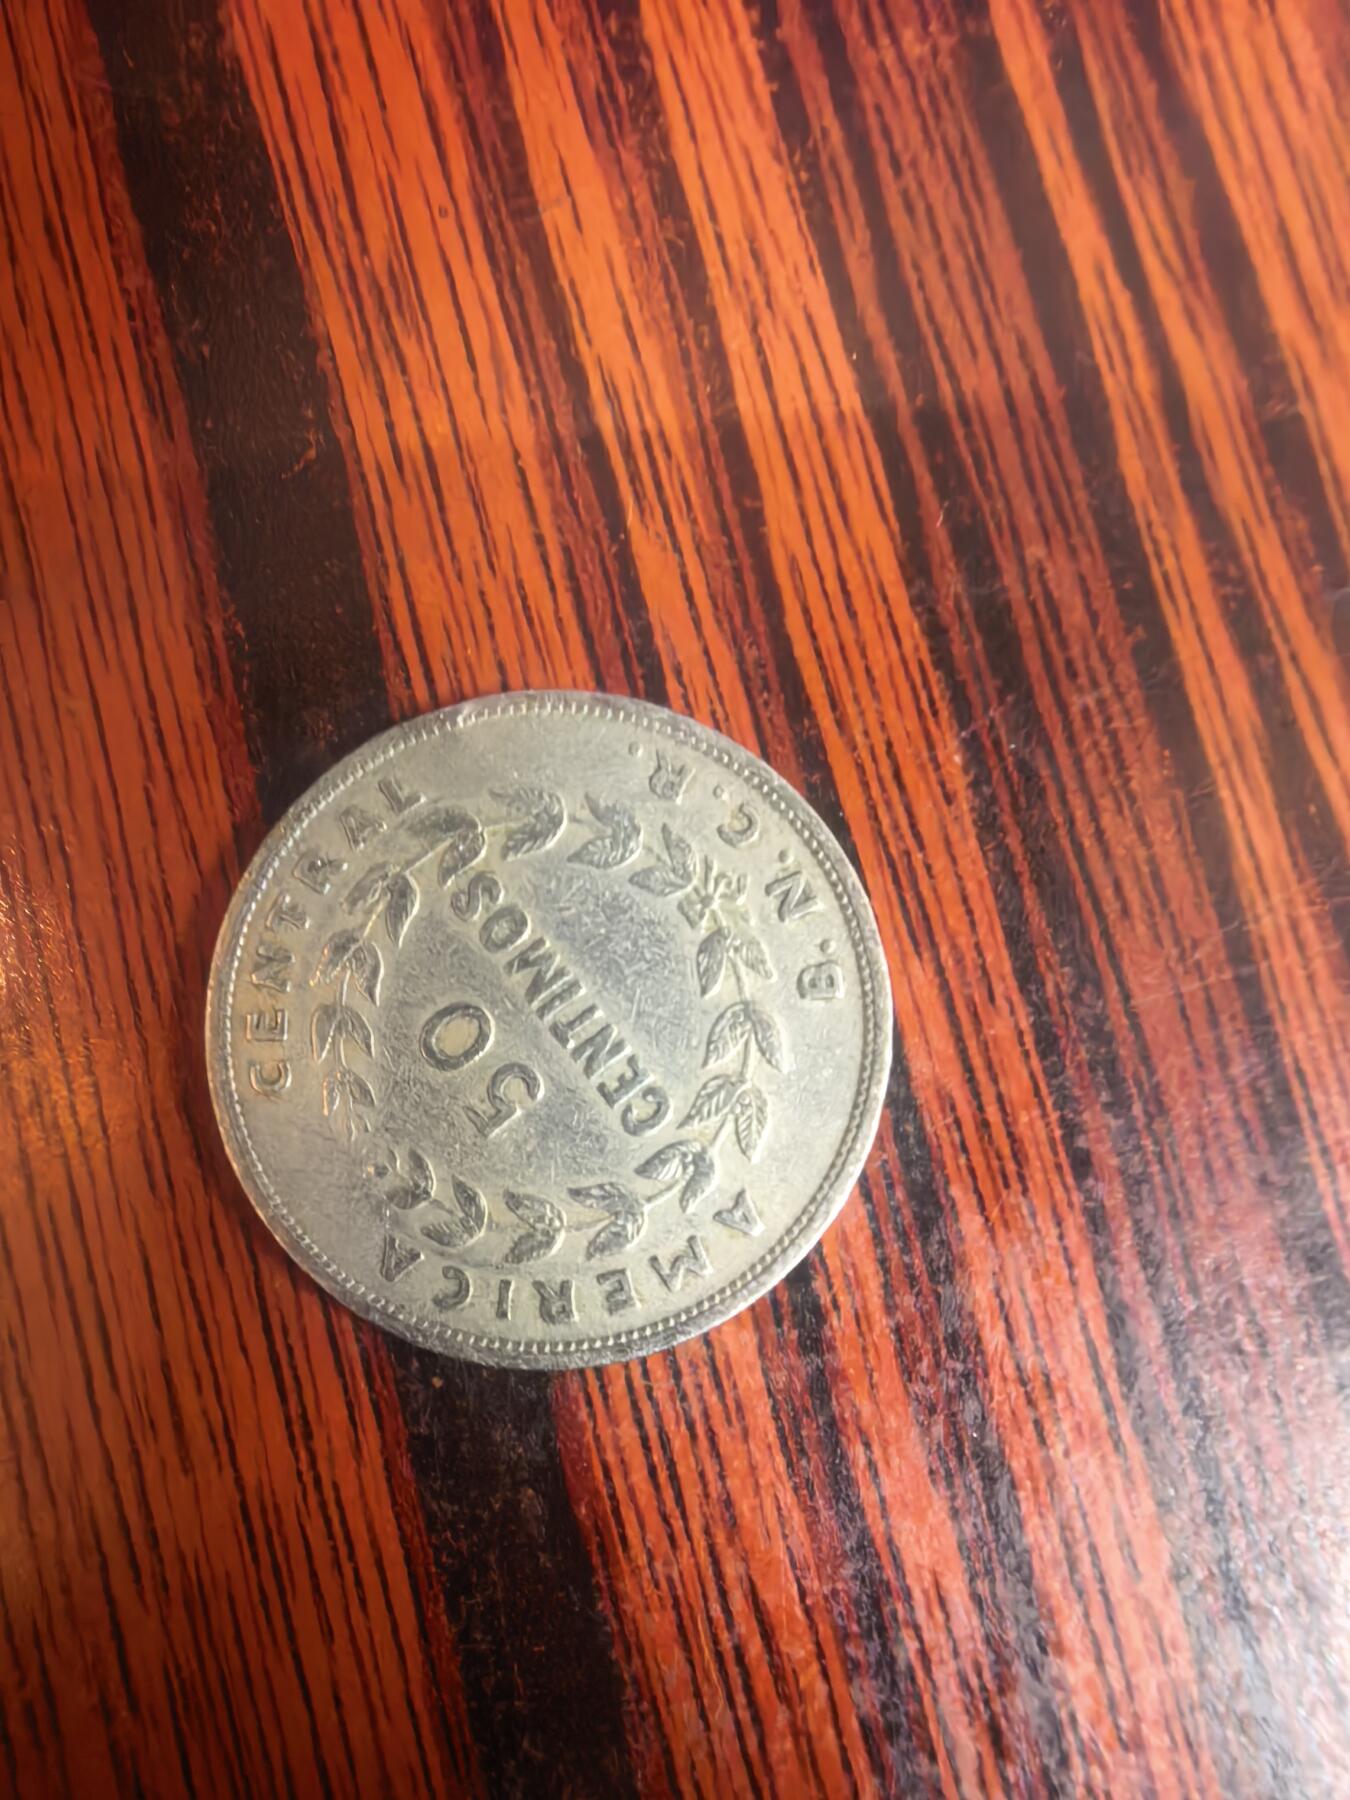 AMERICA CENTRAL
50
CENTIMOS
B.N.C.R.